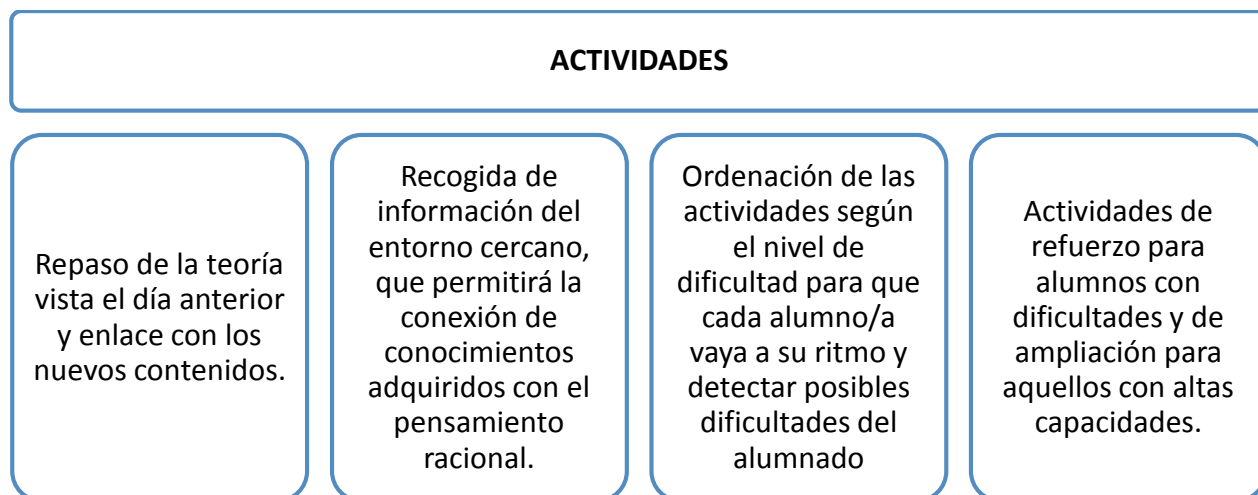 ACTIVIDADES
Repaso de la teoría
vista el día anterior
y enlace con los
nuevos contenidos.
Recogida de
información del
entorno cercano,
que permitirá la
conexión de
conocimientos
adquiridos con el
pensamiento
racional.
Ordenación de las
actividades según
el nivel de
dificultad para que
cada alumno/a
vaya a su ritmo y
detectar posibles
dificultades del
alumnado
Actividades de
refuerzo para
alumnos con
dificultades y de
ampliación para
aquellos con altas
capacidades.